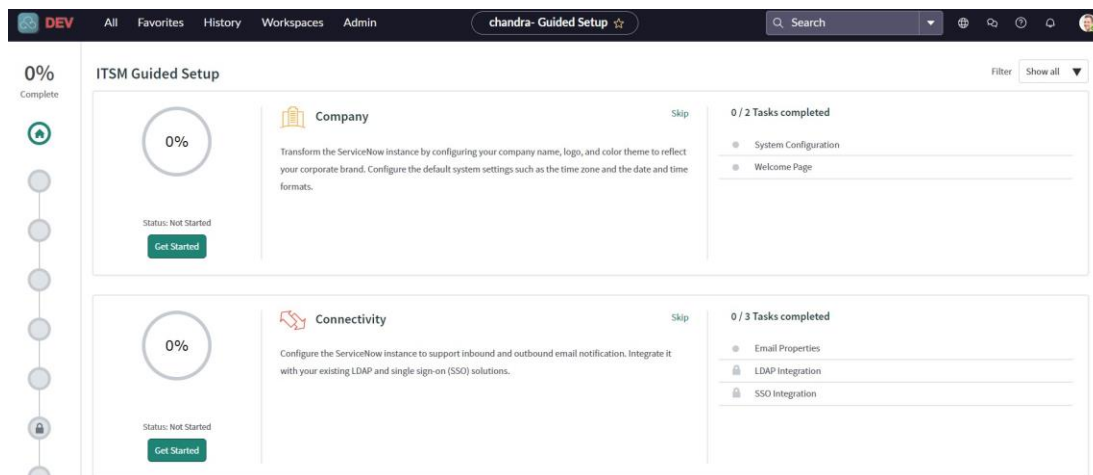 DEV All Favorites History Workspaces Admin chandra- Guided Setup Search
0%
Complete
ITSM Guided Setup
Filter Show all
0%
Status: Not Started
Get Started
Company
Skip
Transform the ServiceNow instance by configuring your company name, logo, and color theme to reflect
your corporate brand. Configure the default system settings such as the time zone and the date and time
formats.
0 / 2 Tasks completed
System Configuration
Welcome Page
0%
Status: Not Started
Get Started
Connectivity
Skip
Configure the ServiceNow instance to support inbound and outbound email notification. Integrate it
with your existing LDAP and single sign-on (SSO) solutions.
0 / 3 Tasks completed
Email Properties
LDAP Integration
SSO Integration